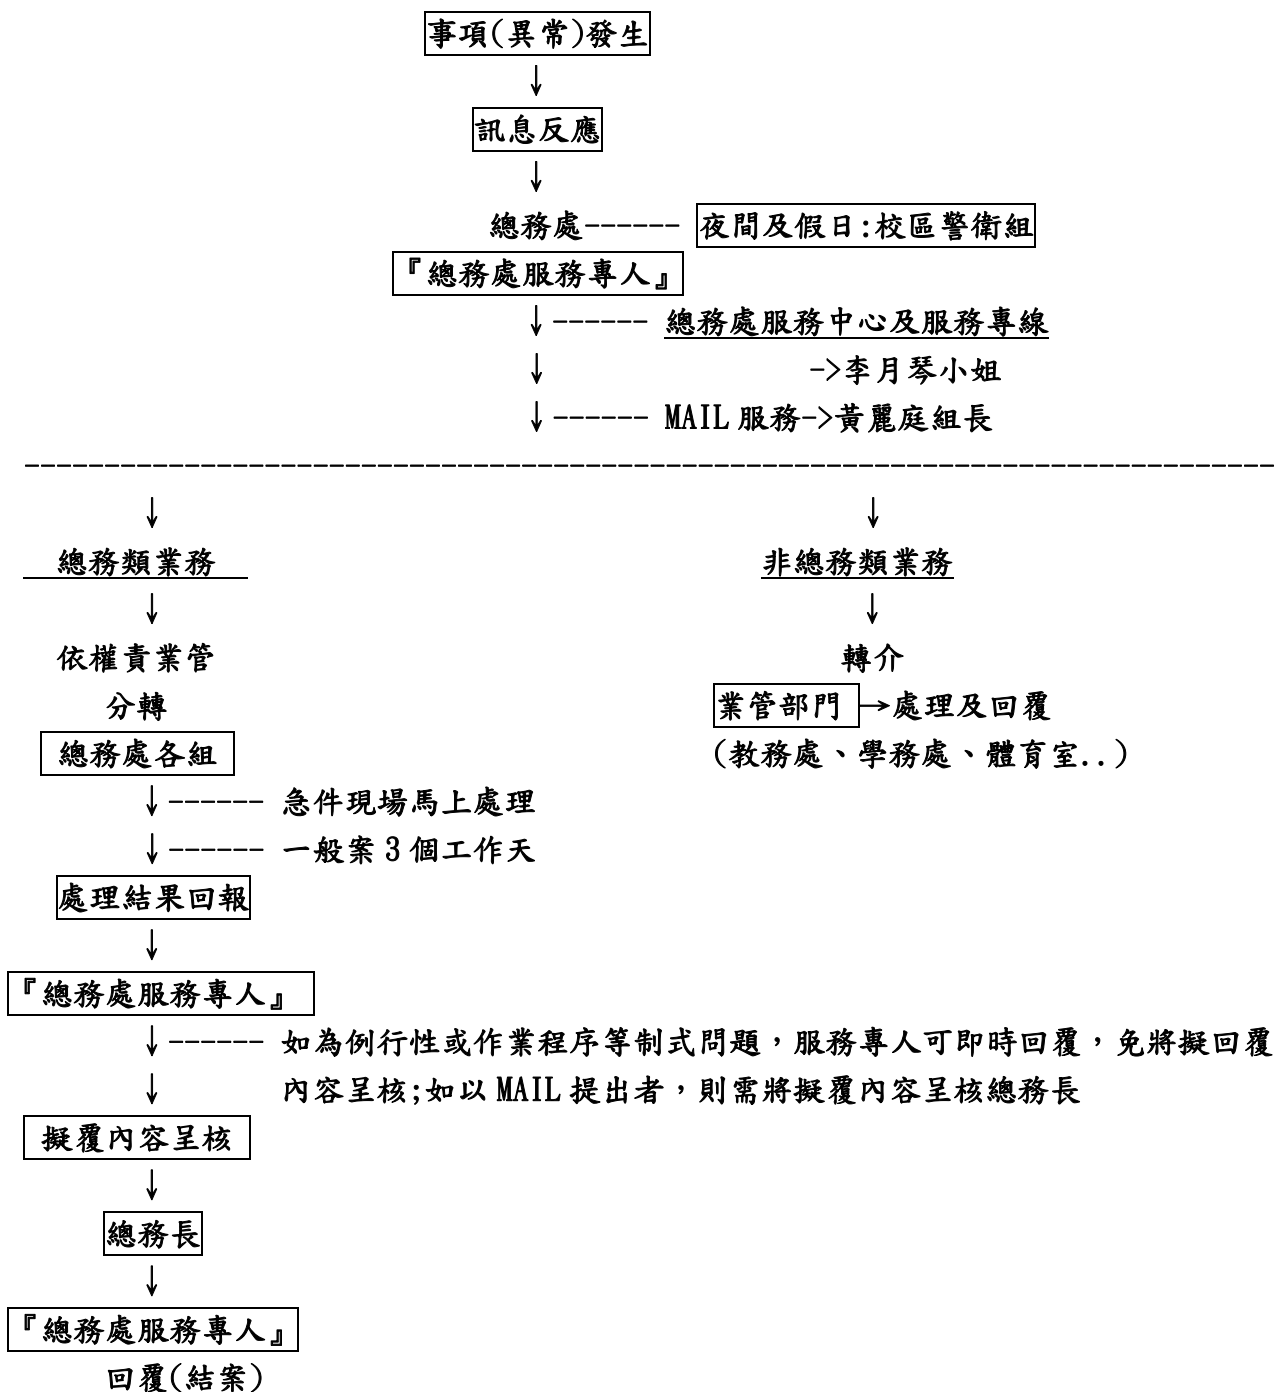 事項(異常)發生
↓
訊息反應
↓
總務處------ 夜間及假日:校區警衛組
『總務處服務專人』
↓------ 總務處服務中心及服務專線
↓ ->李月琴小姐
↓------ MAIL服務->黃麗庭組長
------------------------------------------------------------------------------
↓ ↓
總務類業務 非總務類業務
↓ ↓
依權責業管 轉介
分轉 業管部門→處理及回覆
總務處各組 (教務處、學務處、體育室..)
↓------ 急件現場馬上處理
↓------ 一般案3個工作天
處理結果回報
↓
『總務處服務專人』
↓------ 如為例行性或作業程序等制式問題，服務專人可即時回覆，免將擬回覆
↓ 內容呈核;如以MAIL提出者，則需將擬覆內容呈核總務長
擬覆內容呈核
↓
總務長
↓
『總務處服務專人』
回覆(結案)